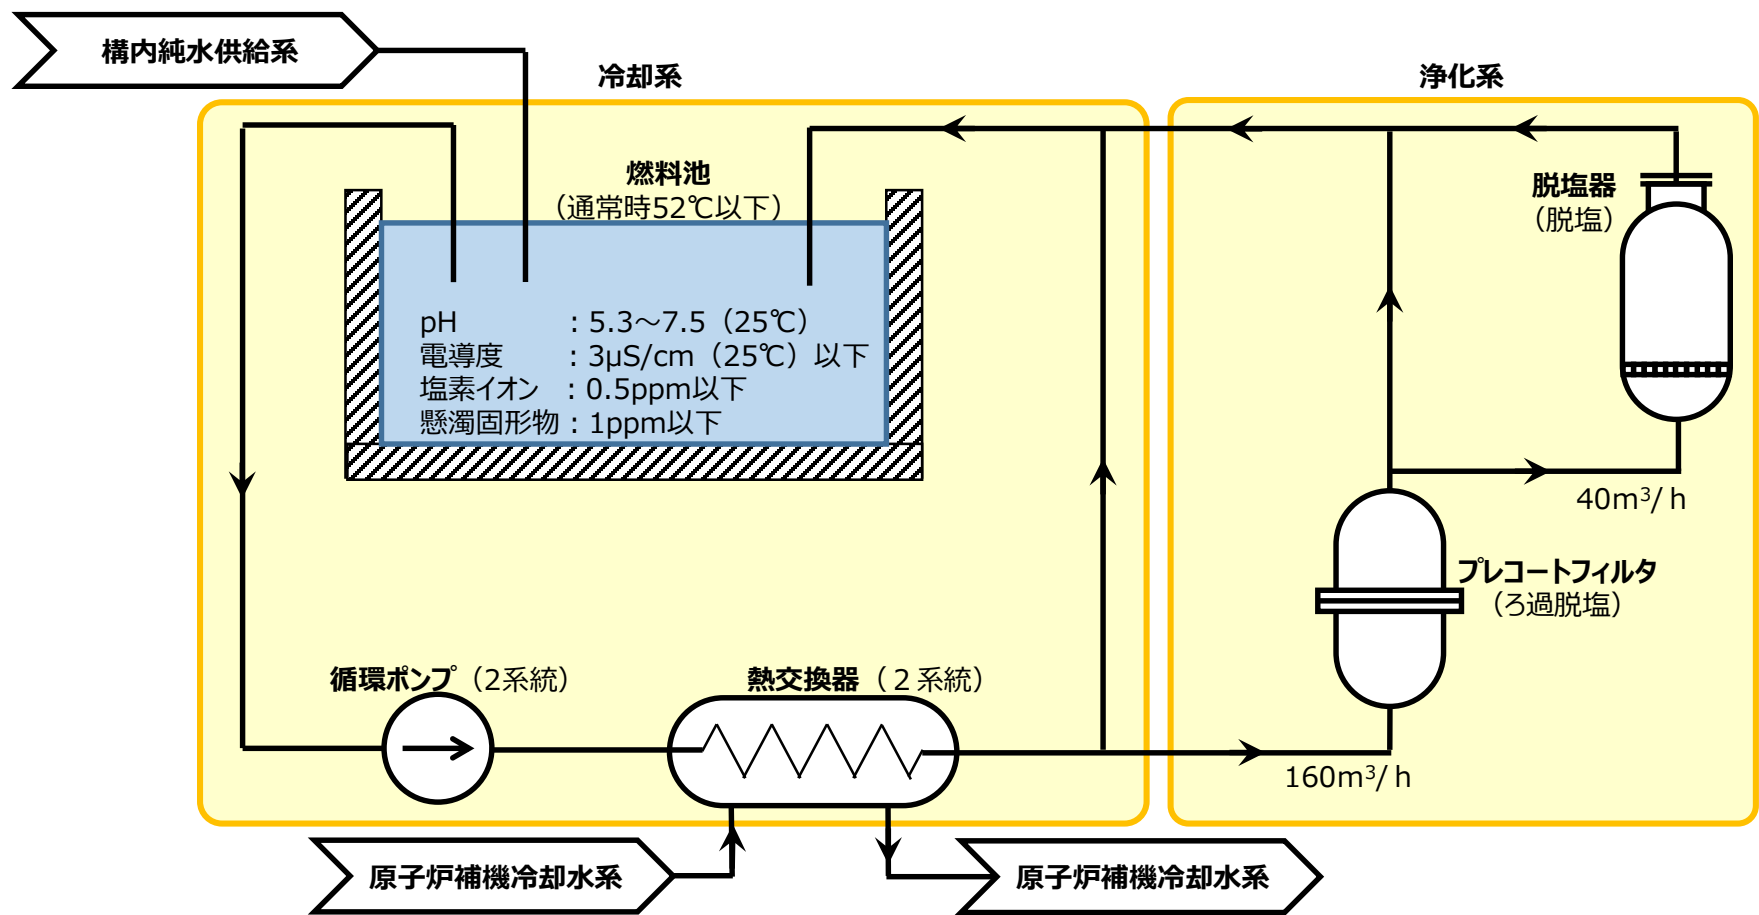 構内純水供給系
冷却系
浄化系
燃料池
(通常時52℃以下)
脱塩器
(脱塩)
pH : 5.3～7.5(25℃)
電導度 : 3μS/cm(25℃)以下
塩素イオン : 0.5ppm以下
懸濁固形物 : 1ppm以下
40m³/ h
プレコートフィルタ
(ろ過脱塩)
循環ポンプ(2系統)
熱交換器(２系統)
160m³/ h
原子炉補機冷却水系
原子炉補機冷却水系